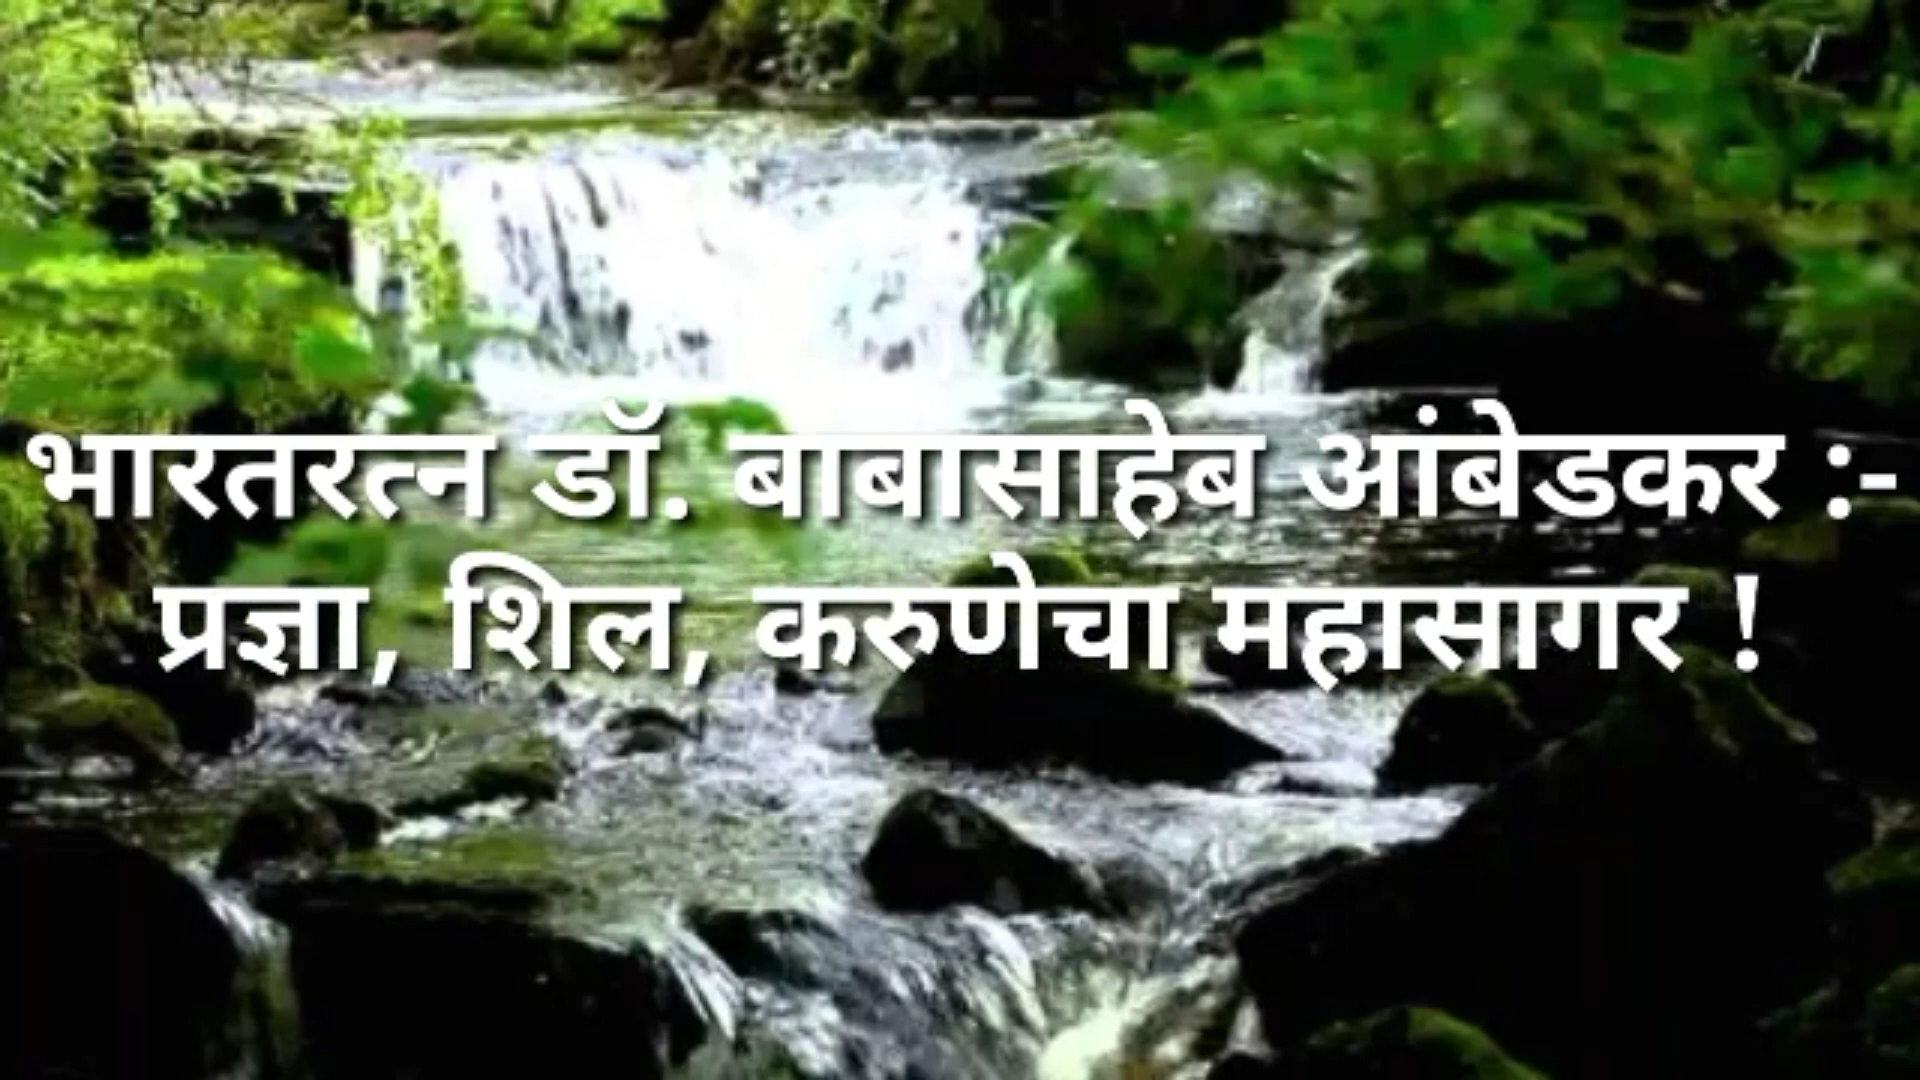 भारतरत्न डॉ. बाबासाहेब आंबेडकर :-
प्रज्ञा, शिल, करुणेचा महासागर !